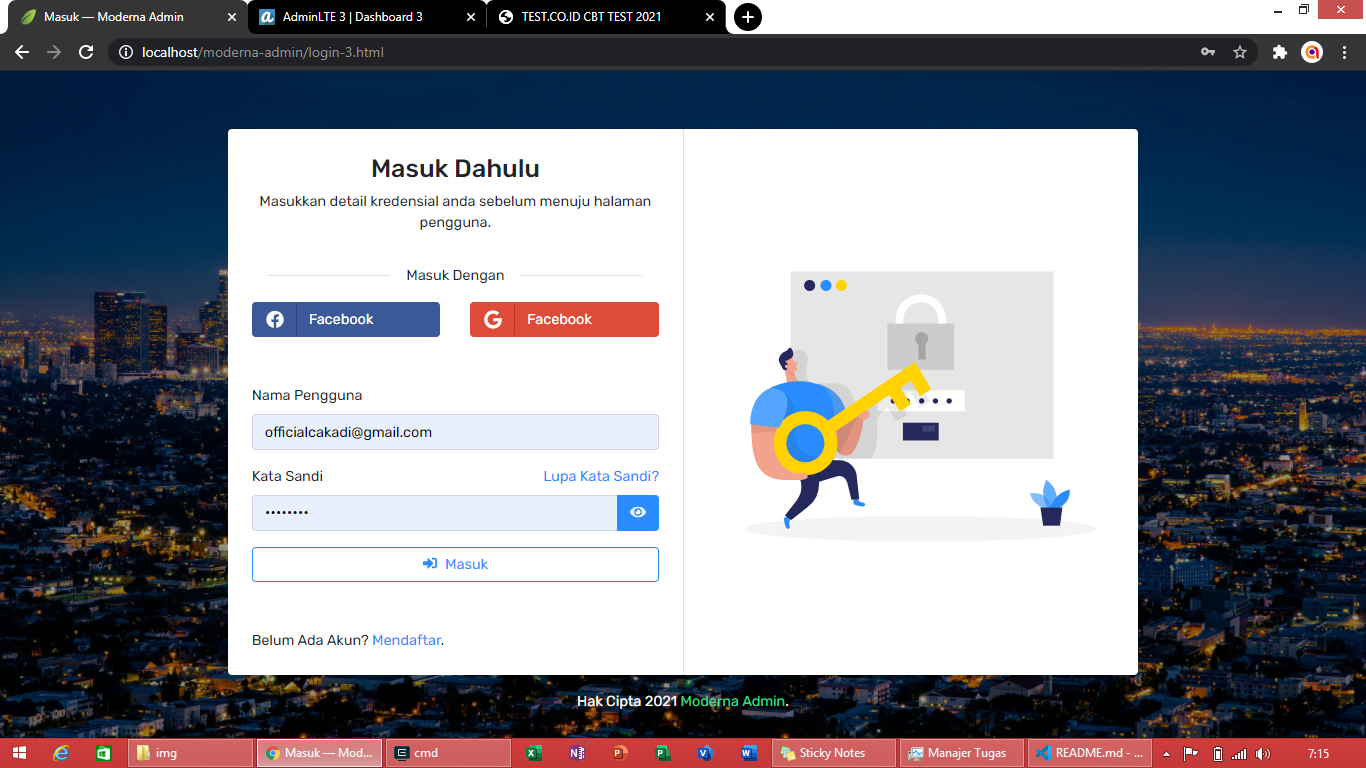 Masuk — Moderna Admin
AdminLTE 3 | Dashboard 3
TEST.CO.ID CBT TEST 2021
localhost/moderna-admin/login-3.html
Masuk Dahulu
Masukkan detail kredensial anda sebelum menuju halaman
pengguna.
Masuk Dengan
Facebook
Facebook
Nama Pengguna
officialcakadi@gmail.com
Kata Sandi
Lupa Kata Sandi?
••••••••
Masuk
Belum Ada Akun? Mendaftar.
Hak Cipta 2021 Moderna Admin.
img
Masuk — Mod...
cmd
Sticky Notes
Manajer Tugas
README.md - ...
7:15